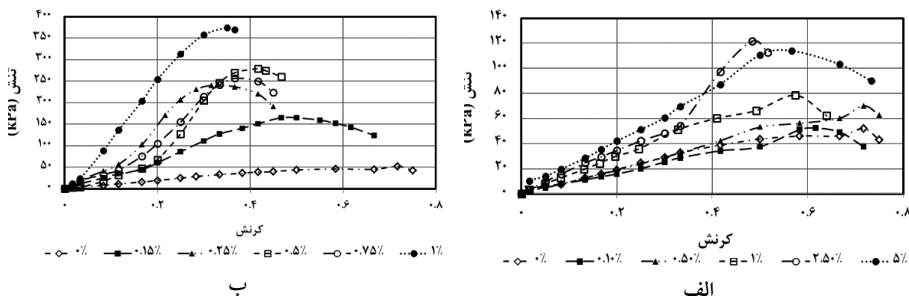 تنش (kPa)
۱۴۰
۱۲۰
۱۰۰
۸۰
۶۰
۴۰
۲۰
۰
۰ ۰.۲ ۰.۴ ۰.۶ ۰.۸
کرنش
۰٪ ۰.۱۰٪ ۰.۵۰٪ ۱٪ ۲.۵۰٪ ۵٪
الف
تنش (kPa)
۴۰۰
۳۵۰
۳۰۰
۲۵۰
۲۰۰
۱۵۰
۱۰۰
۵۰
۰
۰ ۰.۲ ۰.۴ ۰.۶ ۰.۸
کرنش
۰٪ ۰.۱۵٪ ۰.۲۵٪ ۰.۵٪ ۰.۷۵٪ ۱٪
ب